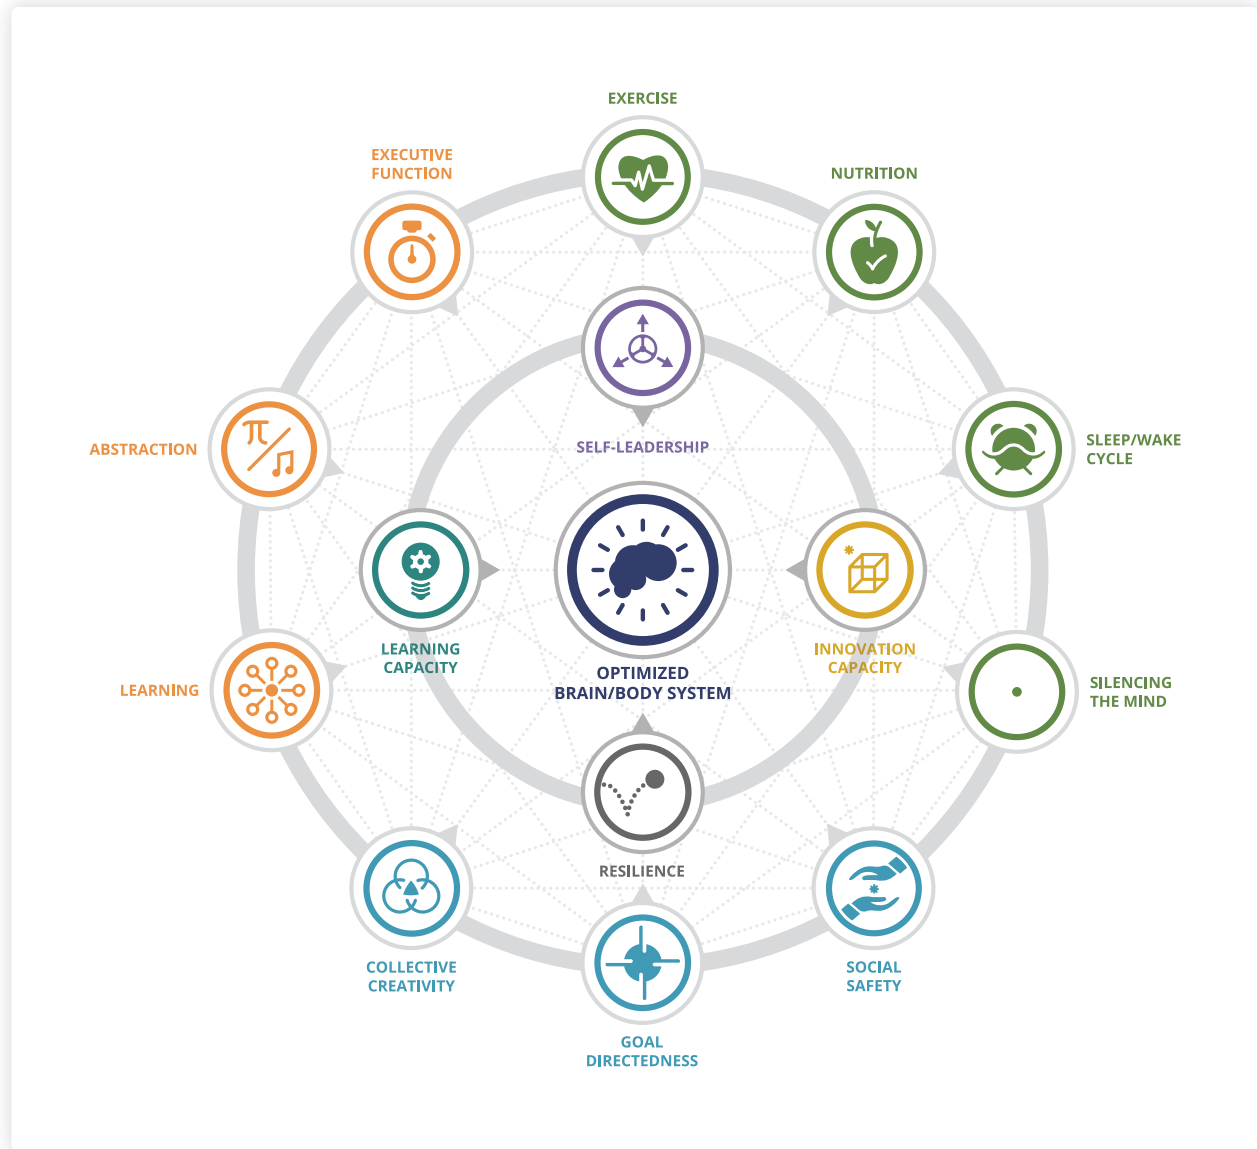 EXERCISE
EXECUTIVE
FUNCTION
NUTRITION
ABSTRACTION
π
SELF-LEADERSHIP
SLEEP/WAKE
CYCLE
LEARNING
CAPACITY
INNOVATION
CAPACITY
OPTIMIZED
BRAIN/BODY SYSTEM
LEARNING
SILENCING
THE MIND
RESILIENCE
COLLECTIVE
CREATIVITY
SOCIAL
SAFETY
GOAL
DIRECTEDNESS